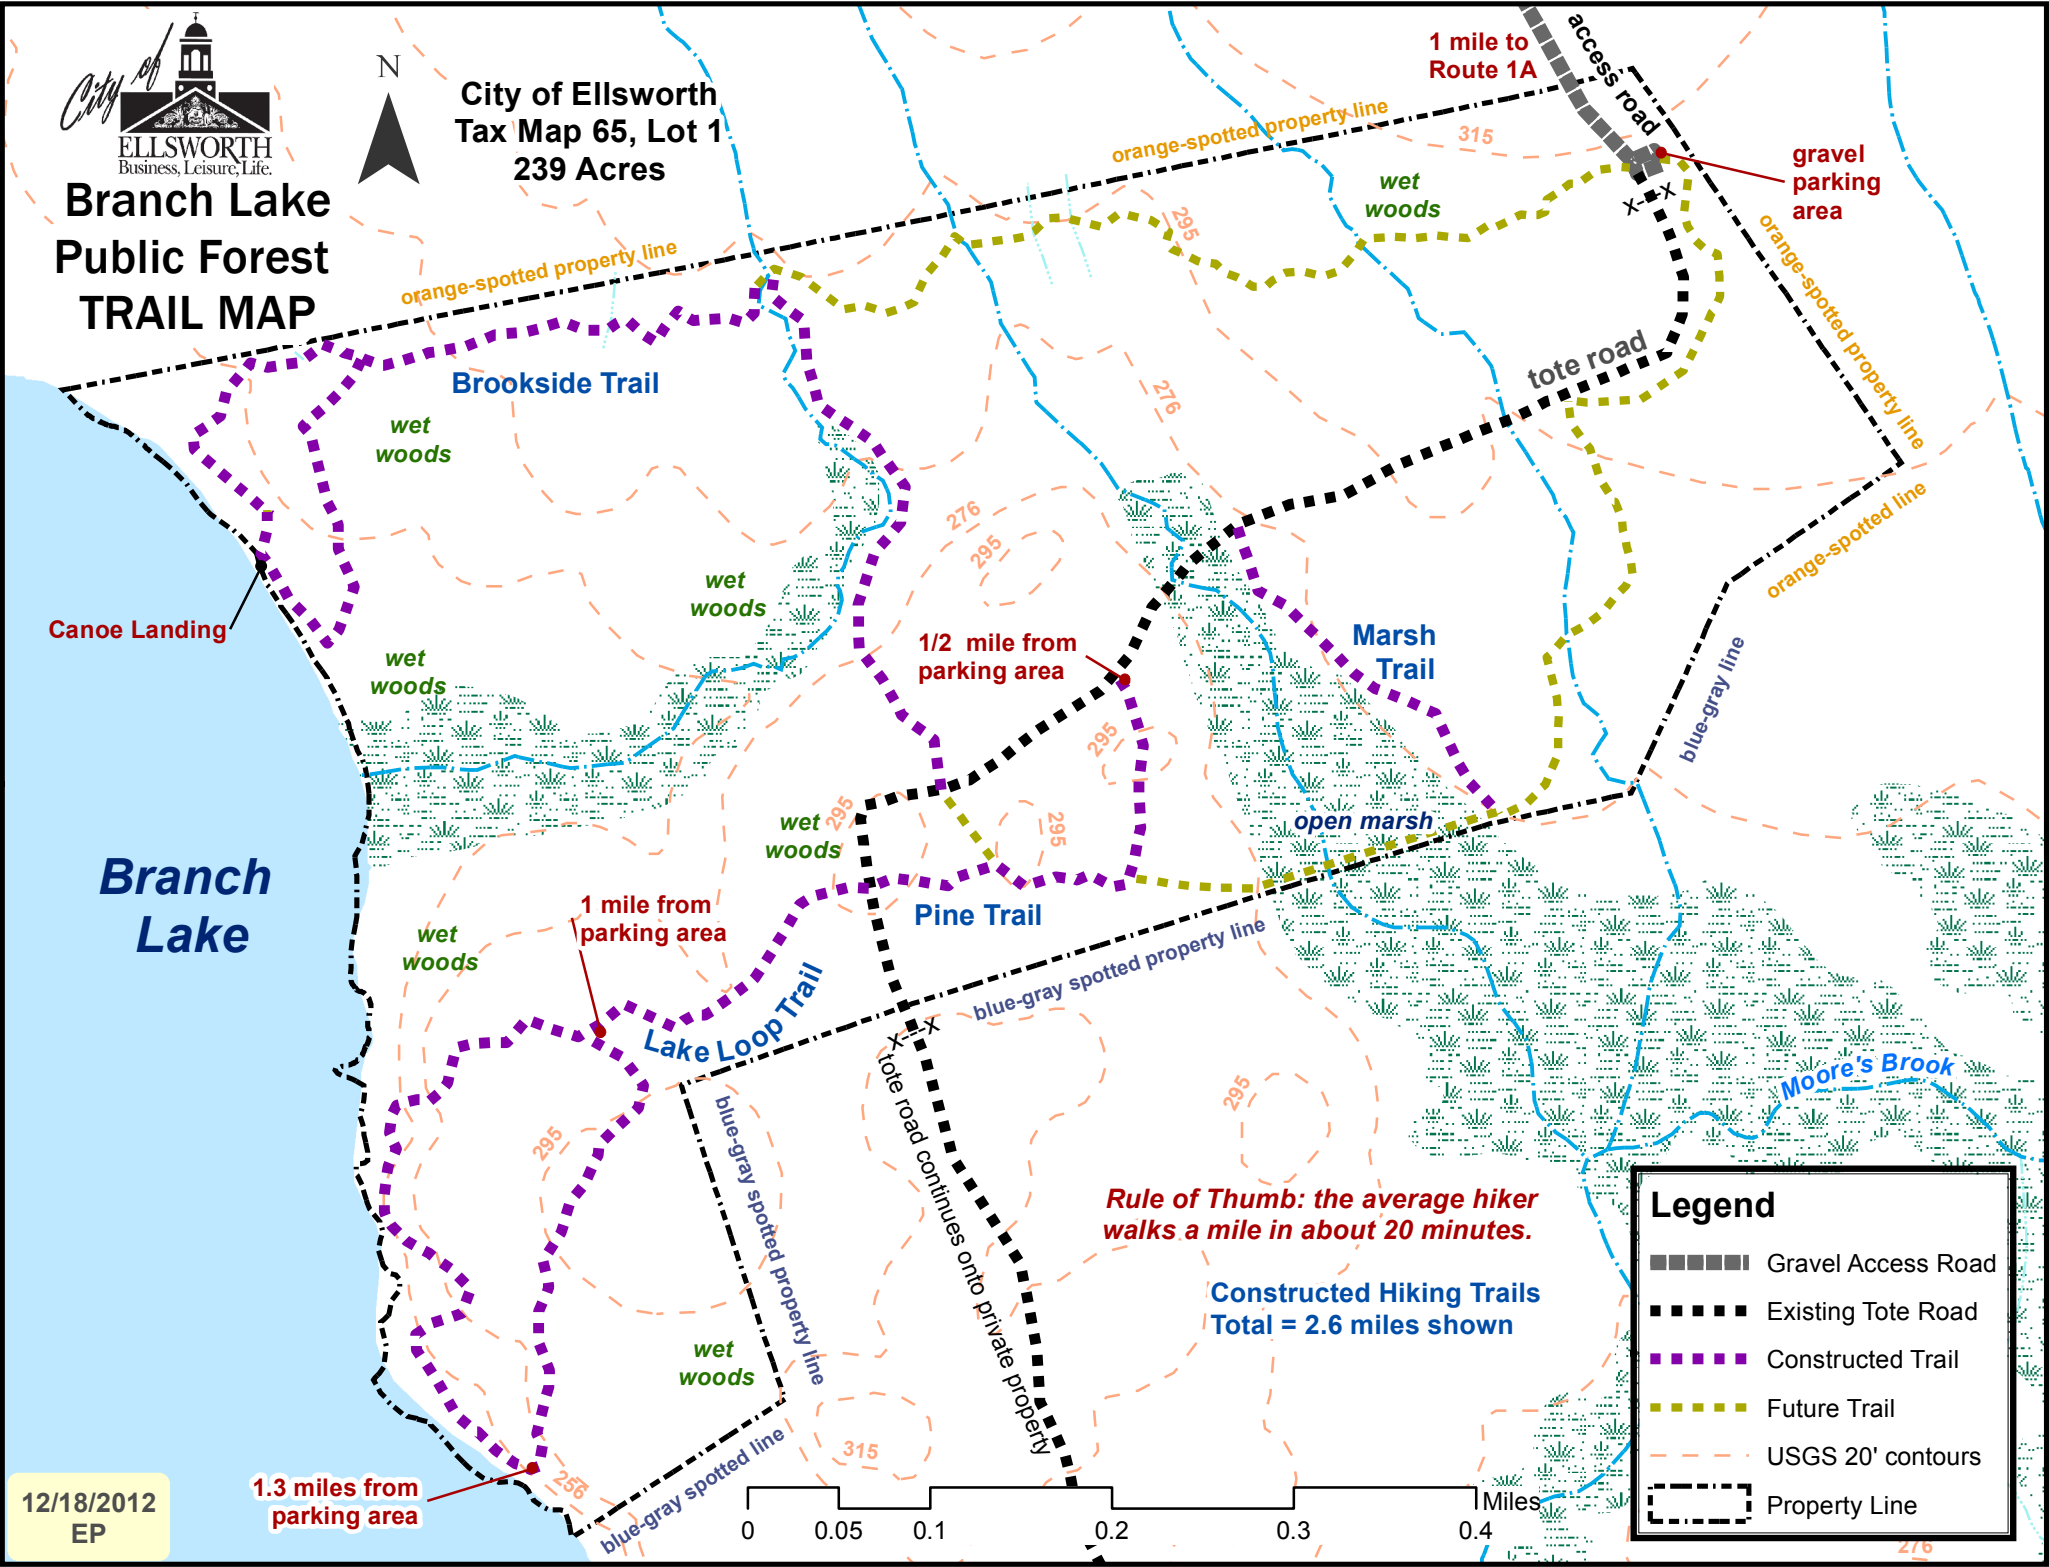 City of
ELLSWORTH
Business, Leisure, Life.
Branch Lake
Public Forest
TRAIL MAP
N
City of Ellsworth
Tax Map 65, Lot 1
239 Acres
1 mile to
Route 1A
access road
orange-spotted property line
315
gravel
parking
area
wet
woods
x--x
295
orange-spotted property line
orange-spotted property line
tote road
Brookside Trail
276
wet
woods
276
295
orange-spotted line
wet
woods
Canoe Landing
1/2 mile from
parking area
Marsh
Trail
wet
woods
blue-gray line
295
295
295
wet
woods
open marsh
Branch
Lake
1 mile from
parking area
Pine Trail
wet
woods
blue-gray spotted property line
Lake Loop Trail
x--x
tote road continues onto private property
Moore's Brook
295
295
blue-gray spotted property line
Rule of Thumb: the average hiker
walks a mile in about 20 minutes.
Constructed Hiking Trails
Total = 2.6 miles shown
wet
woods
315
256
blue-gray spotted line
1.3 miles from
parking area
12/18/2012
EP
Miles
0 0.05 0.1 0.2 0.3 0.4
Legend
Gravel Access Road
Existing Tote Road
Constructed Trail
Future Trail
USGS 20' contours
Property Line
276